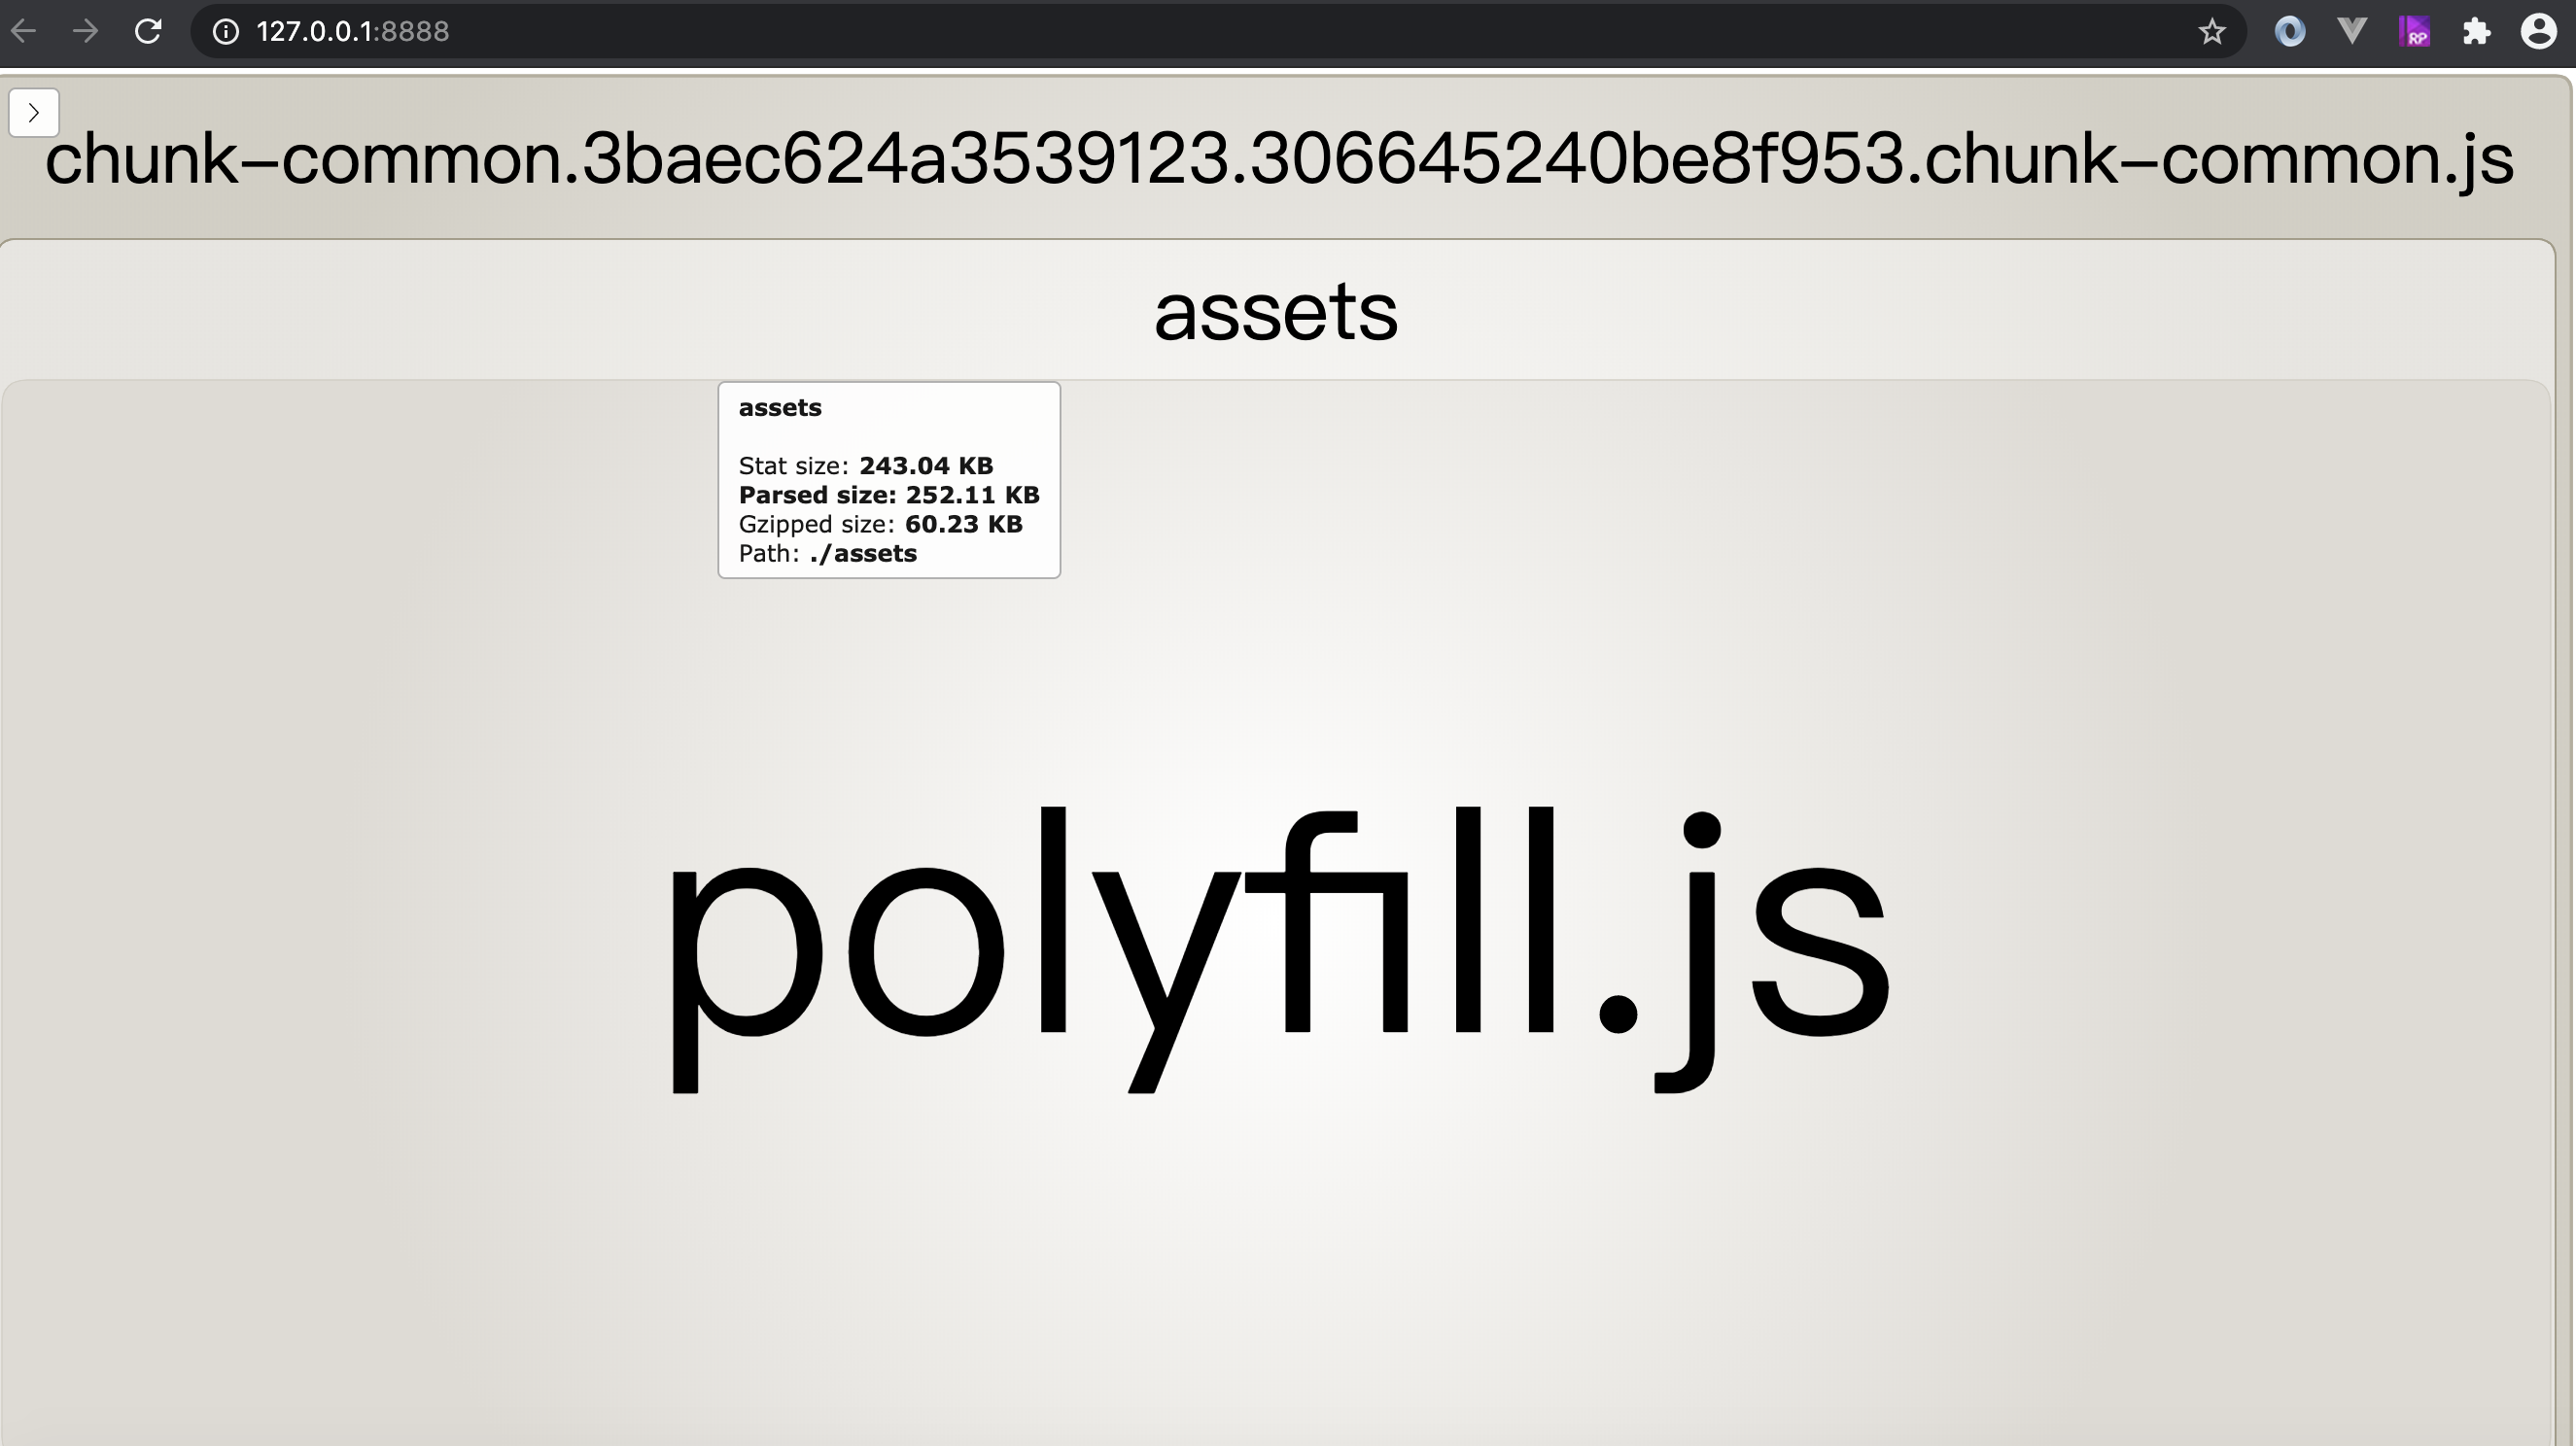 127.0.0.1:8888
RP
chunk-common.3baec624a3539123.306645240be8f953.chunk-common.js
assets
assets
Stat size: 243.04 KB
Parsed size: 252.11 KB
Gzipped size: 60.23 KB
Path: ./assets
polyfill.js